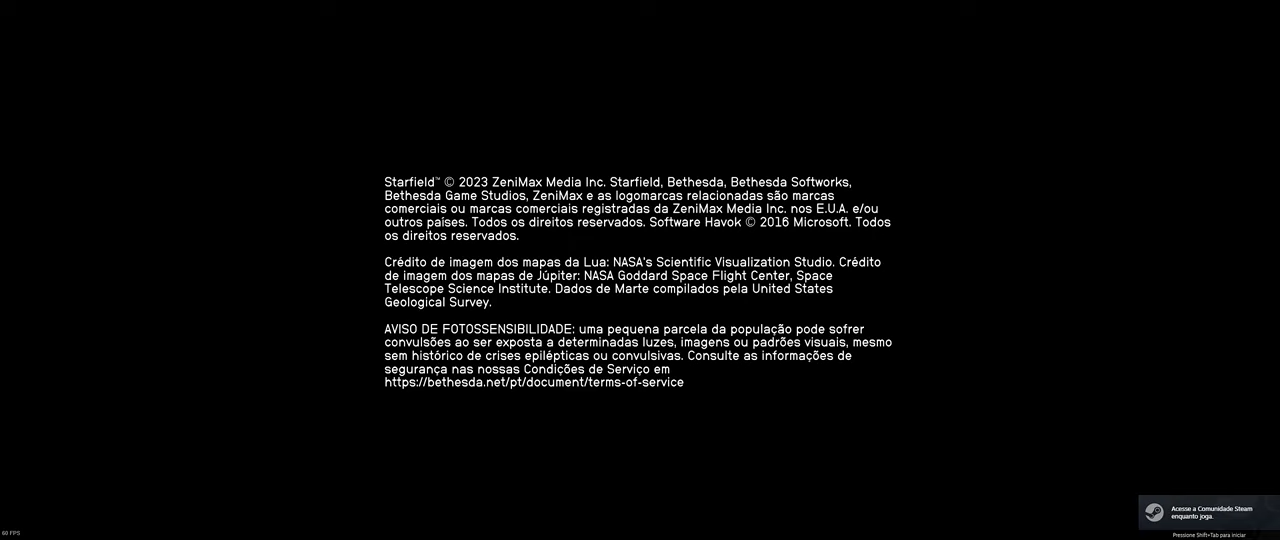 Starfield™ © 2023 ZeniMax Media Inc. Starfield, Bethesda, Bethesda Softworks,
Bethesda Game Studios, ZeniMax e as logomarcas relacionadas são marcas
comerciais ou marcas comerciais registradas da ZeniMax Media Inc. nos E.U.A. e/ou
outros paises. Todos os direitos reservados. Software Havok © 2016 Microsoft. Todos
os direitos reservados.
Crédito de imagem dos mapas da Lua: NASA's Scientific Visualization Studio. Crédito
de imagem dos mapas de Júpiter: NASA Goddard Space Flight Center, Space
Telescope Science Institute. Dados de Marte compilados pela United States
Geological Survey.
AVISO DE FOTOSSENSIBILIDADE: uma pequena parcela da população pode sofrer
convulsões ao ser exposta a determinadas luzes, imagens ou padrões visuais, mesmo
sem histórico de crises epilépticas ou convulsivas. Consulte as informações de
segurança nas nossas Condições de Serviço em
https://bethesda.net/pt/document/terms-of-service
Acesse a Comunidade Steam
enquanto joga.
Pressione Shift+Tab para iniciar
60 FPS